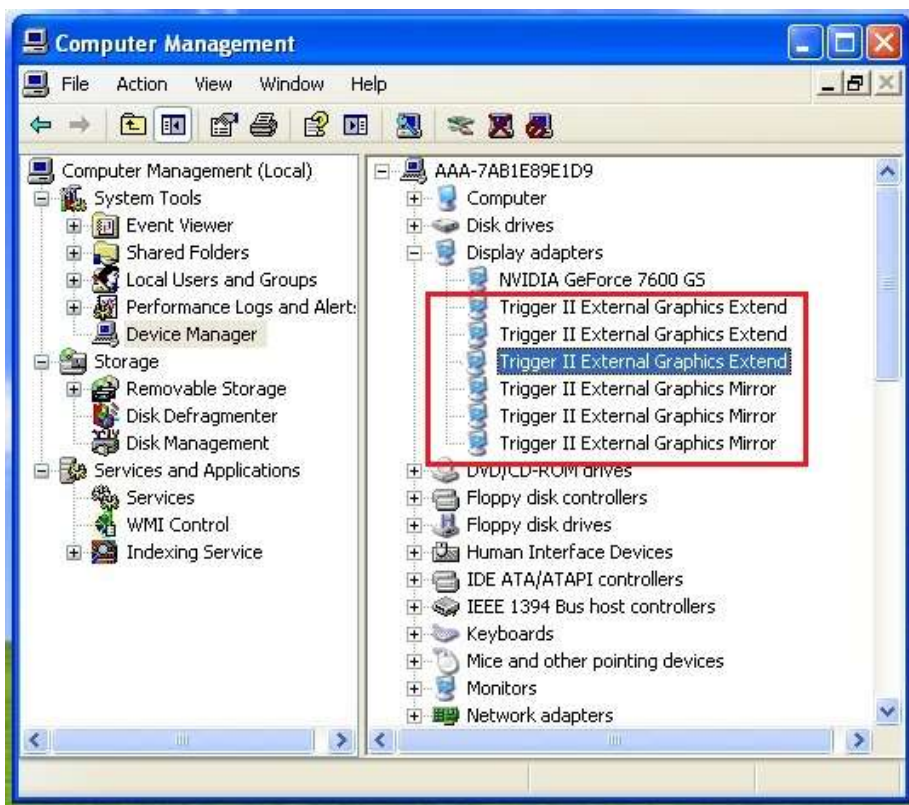 Computer Management
File Action View Window Help
Computer Management (Local)
System Tools
Event Viewer
Shared Folders
Local Users and Groups
Performance Logs and Alert
Device Manager
Storage
Removable Storage
Disk Defragmenter
Disk Management
Services and Applications
Services
WMI Control
Indexing Service
AAA-7AB1E89E1D9
Computer
Disk drives
Display adapters
NVIDIA GeForce 7600 GS
Trigger II External Graphics Extend
Trigger II External Graphics Extend
Trigger II External Graphics Extend
Trigger II External Graphics Mirror
Trigger II External Graphics Mirror
Trigger II External Graphics Mirror
DVD/CD-ROM drives
Floppy disk controllers
Floppy disk drives
Human Interface Devices
IDE ATA/ATAPI controllers
IEEE 1394 Bus host controllers
Keyboards
Mice and other pointing devices
Monitors
Network adapters